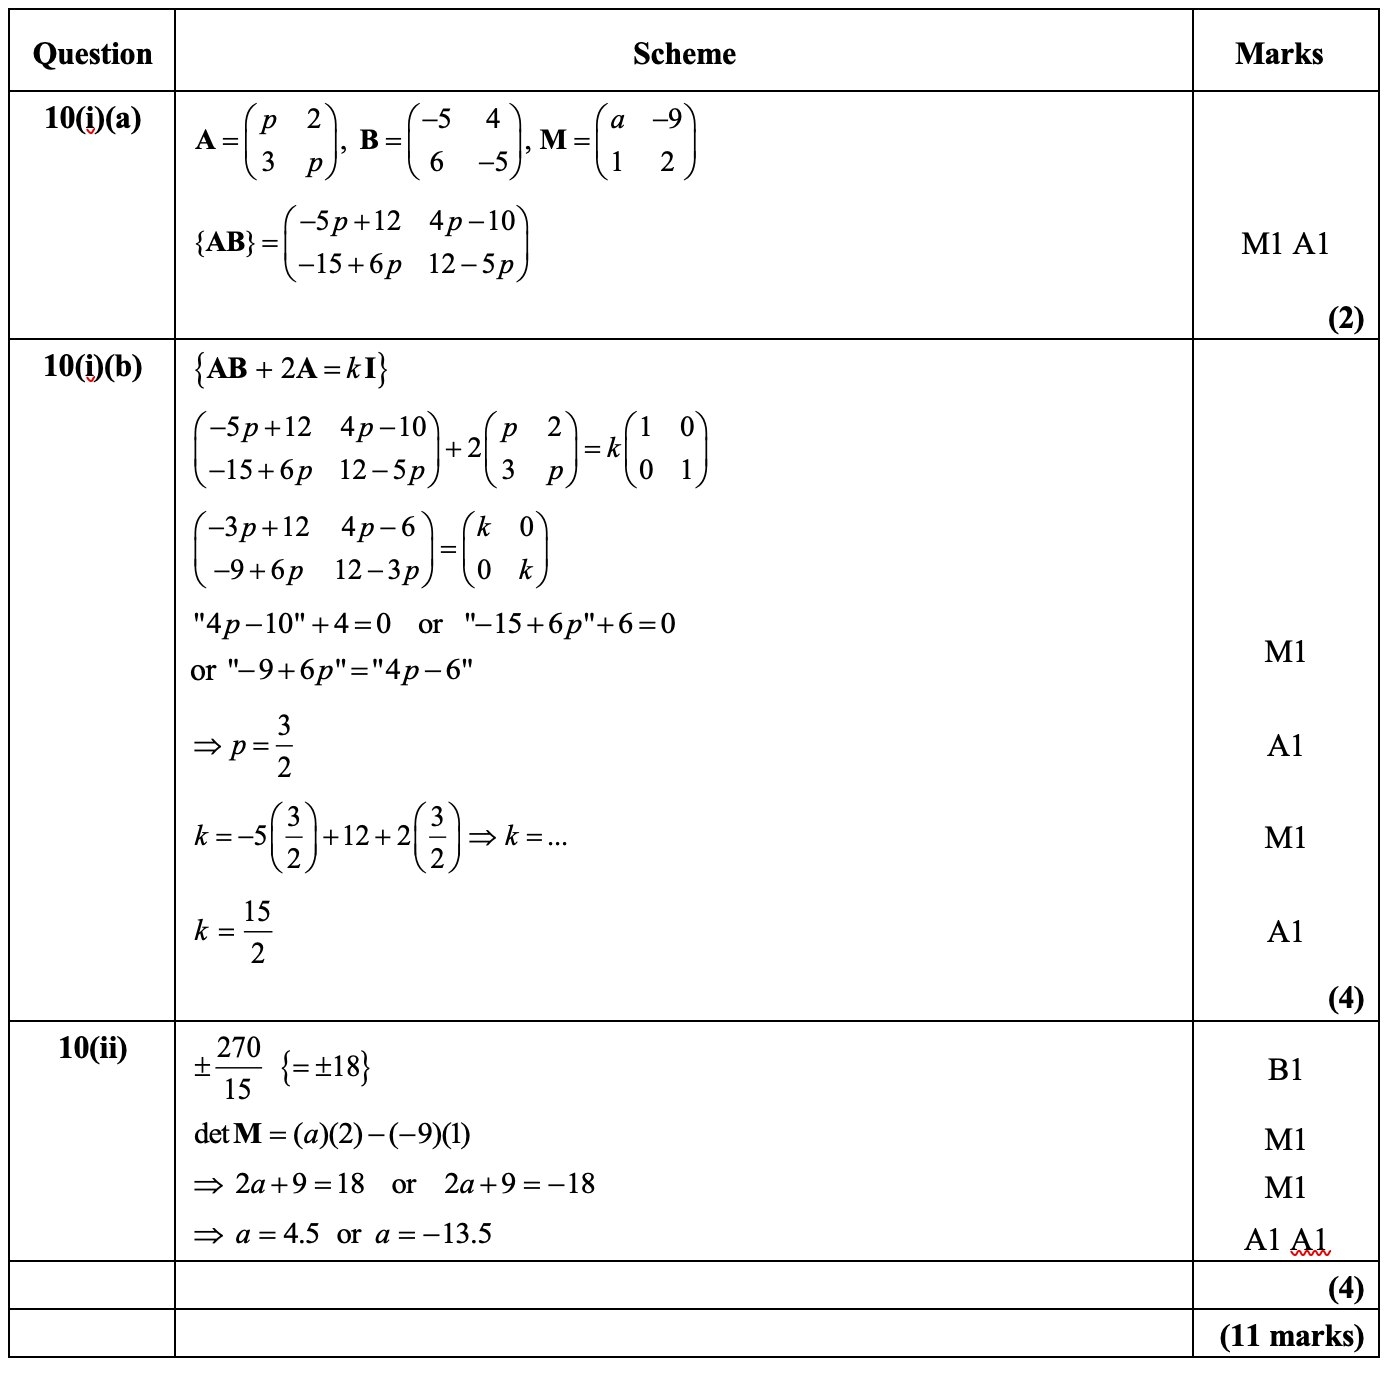 Question Scheme Marks
10(i)(a) A = (p 2; 3 p), B = (−5 4; 6 −5), M = (a −9; 1 2)
{AB} = (−5p+12 4p−10; −15+6p 12−5p) M1 A1
(2)
10(i)(b) {AB + 2A = kI}
(−5p+12 4p−10; −15+6p 12−5p) + 2(p 2; 3 p) = k(1 0; 0 1)
(−3p+12 4p−6; −9+6p 12−3p) = (k 0; 0 k)
"4p−10"+4=0 or "−15+6p"+6=0
or "−9+6p"="4p−6" M1
⇒ p = 3/2 A1
k = −5(3/2)+12+2(3/2) ⇒ k = ... M1
k = 15/2 A1
(4)
10(ii) ± 270/15 {= ±18} B1
det M = (a)(2) − (−9)(1) M1
⇒ 2a+9 = 18 or 2a+9 = −18 M1
⇒ a = 4.5 or a = −13.5 A1 A1
(4)
(11 marks)